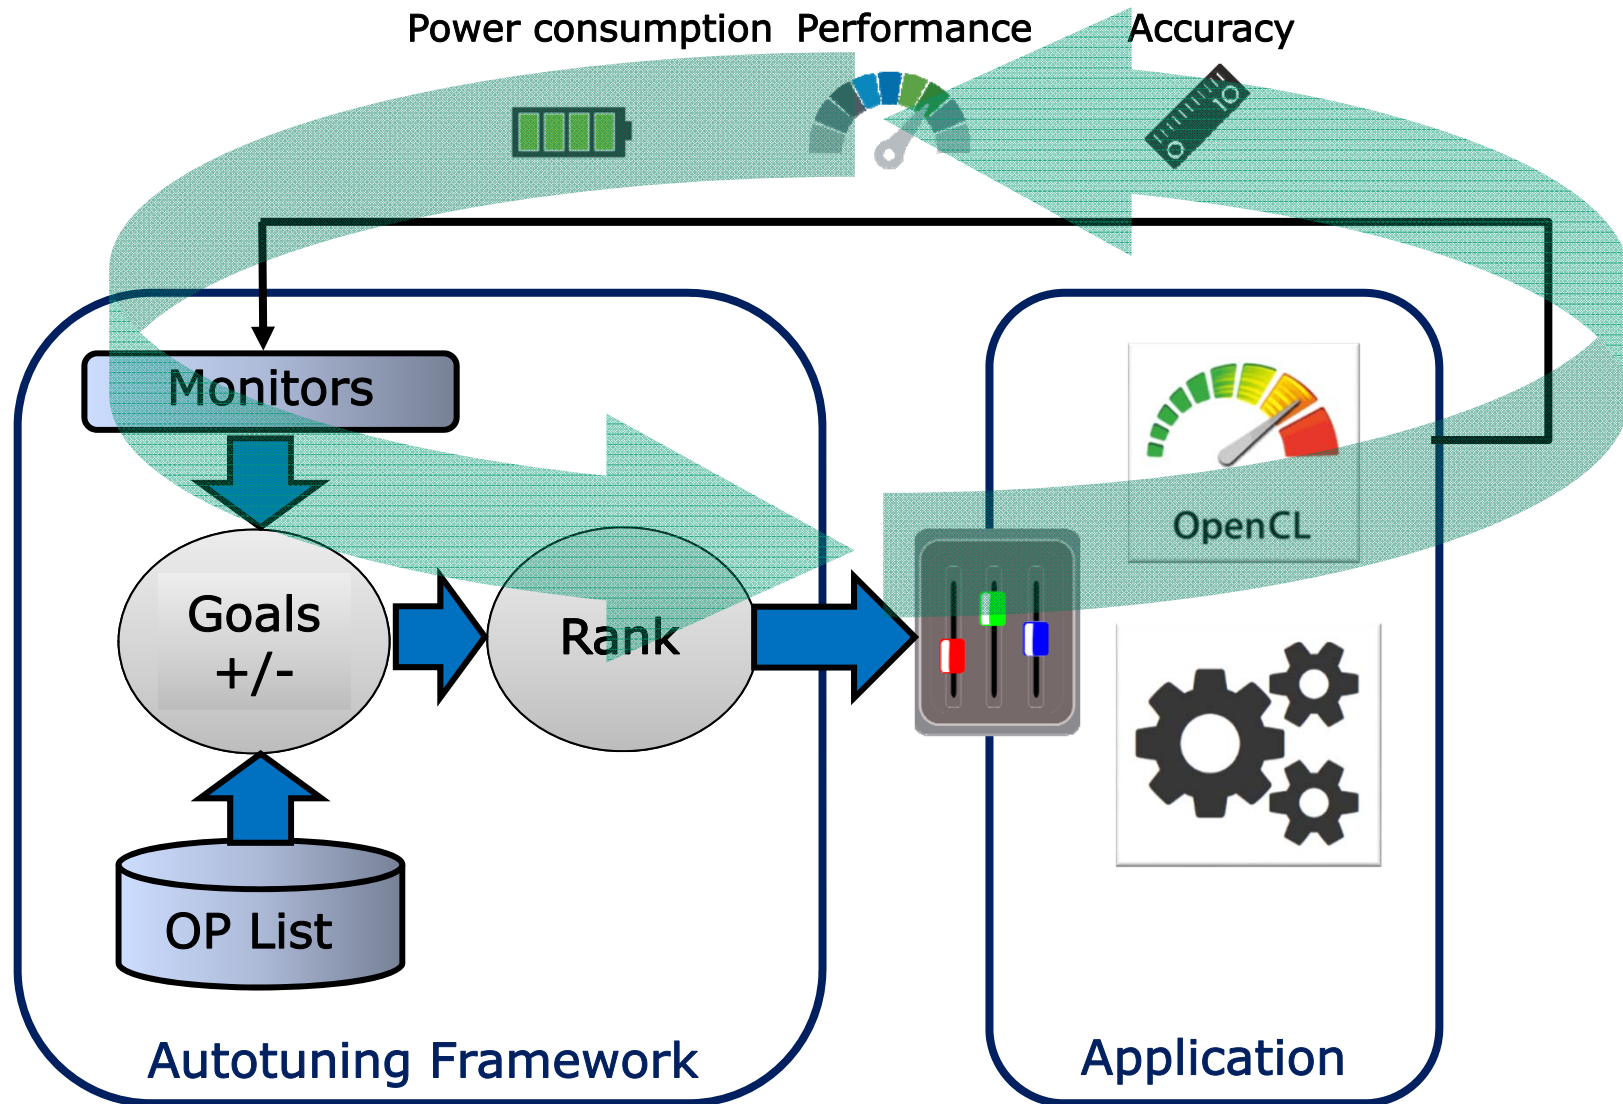 Power consumption Performance Accuracy
Monitors
OpenCL
Goals
+/-
Rank
OP List
Autotuning Framework
Application